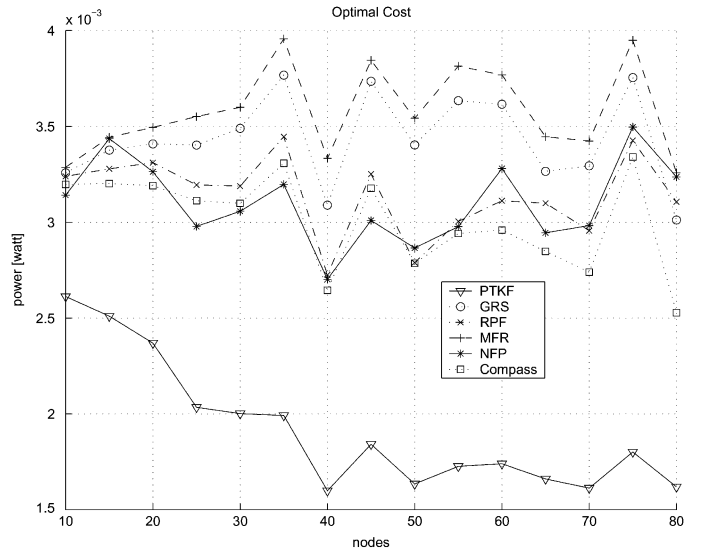 Optimal Cost
x 10⁻³
4
3.5
3
2.5
2
1.5
power [watt]
10 20 30 40 50 60 70 80
nodes
PTKF
GRS
RPF
MFR
NFP
Compass